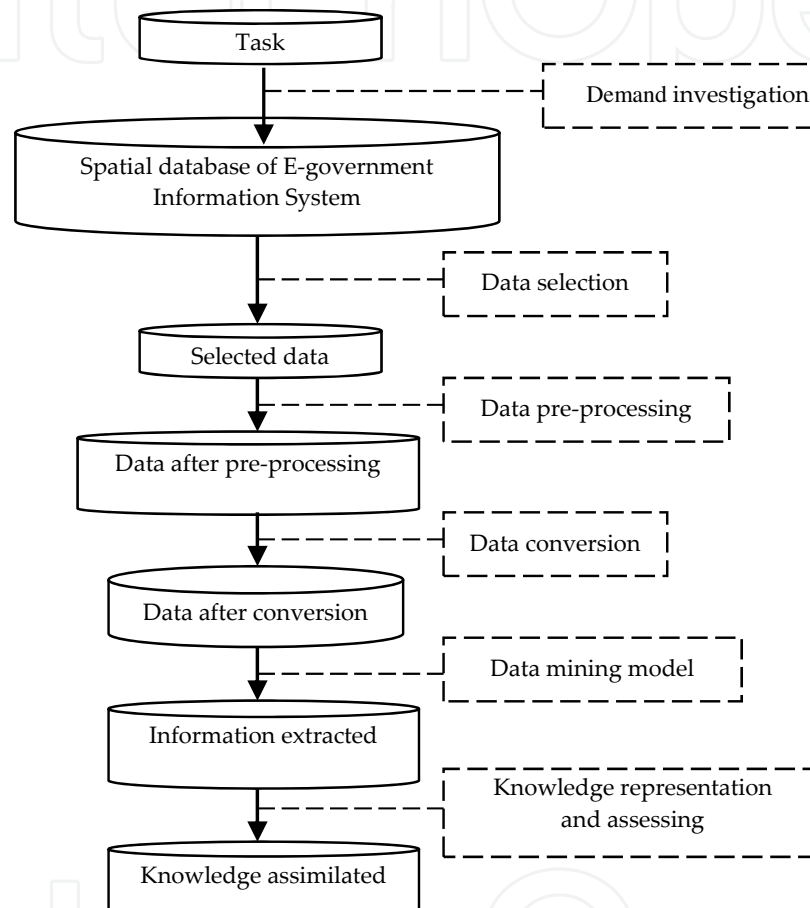 Task
Demand investigation
Spatial database of E-government
Information System
Data selection
Selected data
Data pre-processing
Data after pre-processing
Data conversion
Data after conversion
Data mining model
Information extracted
Knowledge representation
and assessing
Knowledge assimilated